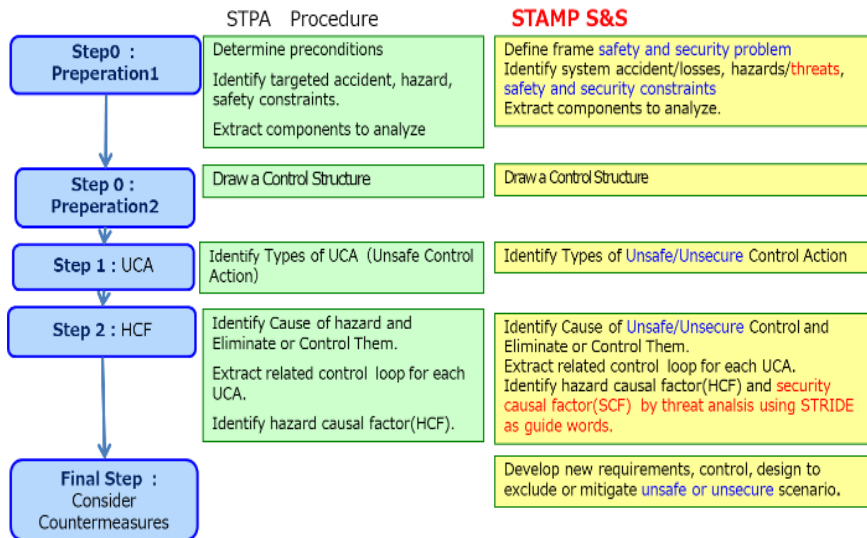 STPA Procedure
STAMP S&S
Step0 :
Preperation1
Determine preconditions
Identify targeted accident, hazard,
safety constraints.
Extract components to analyze
Define frame safety and security problem
Identify system accident/losses, hazards/threats,
safety and security constraints
Extract components to analyze.
Step 0 :
Preperation2
Draw a Control Structure
Draw a Control Structure
Step 1 : UCA
Identify Types of UCA (Unsafe Control
Action)
Identify Types of Unsafe/Unsecure Control Action
Step 2 : HCF
Identify Cause of hazard and
Eliminate or Control Them.
Extract related control loop for each
UCA.
Identify hazard causal factor(HCF).
Identify Cause of Unsafe/Unsecure Control and
Eliminate or Control Them.
Extract related control loop for each UCA.
Identify hazard causal factor(HCF) and security
causal factor(SCF) by threat analsis using STRIDE
as guide words.
Final Step :
Consider
Countermeasures
Develop new requirements, control, design to
exclude or mitigate unsafe or unsecure scenario.